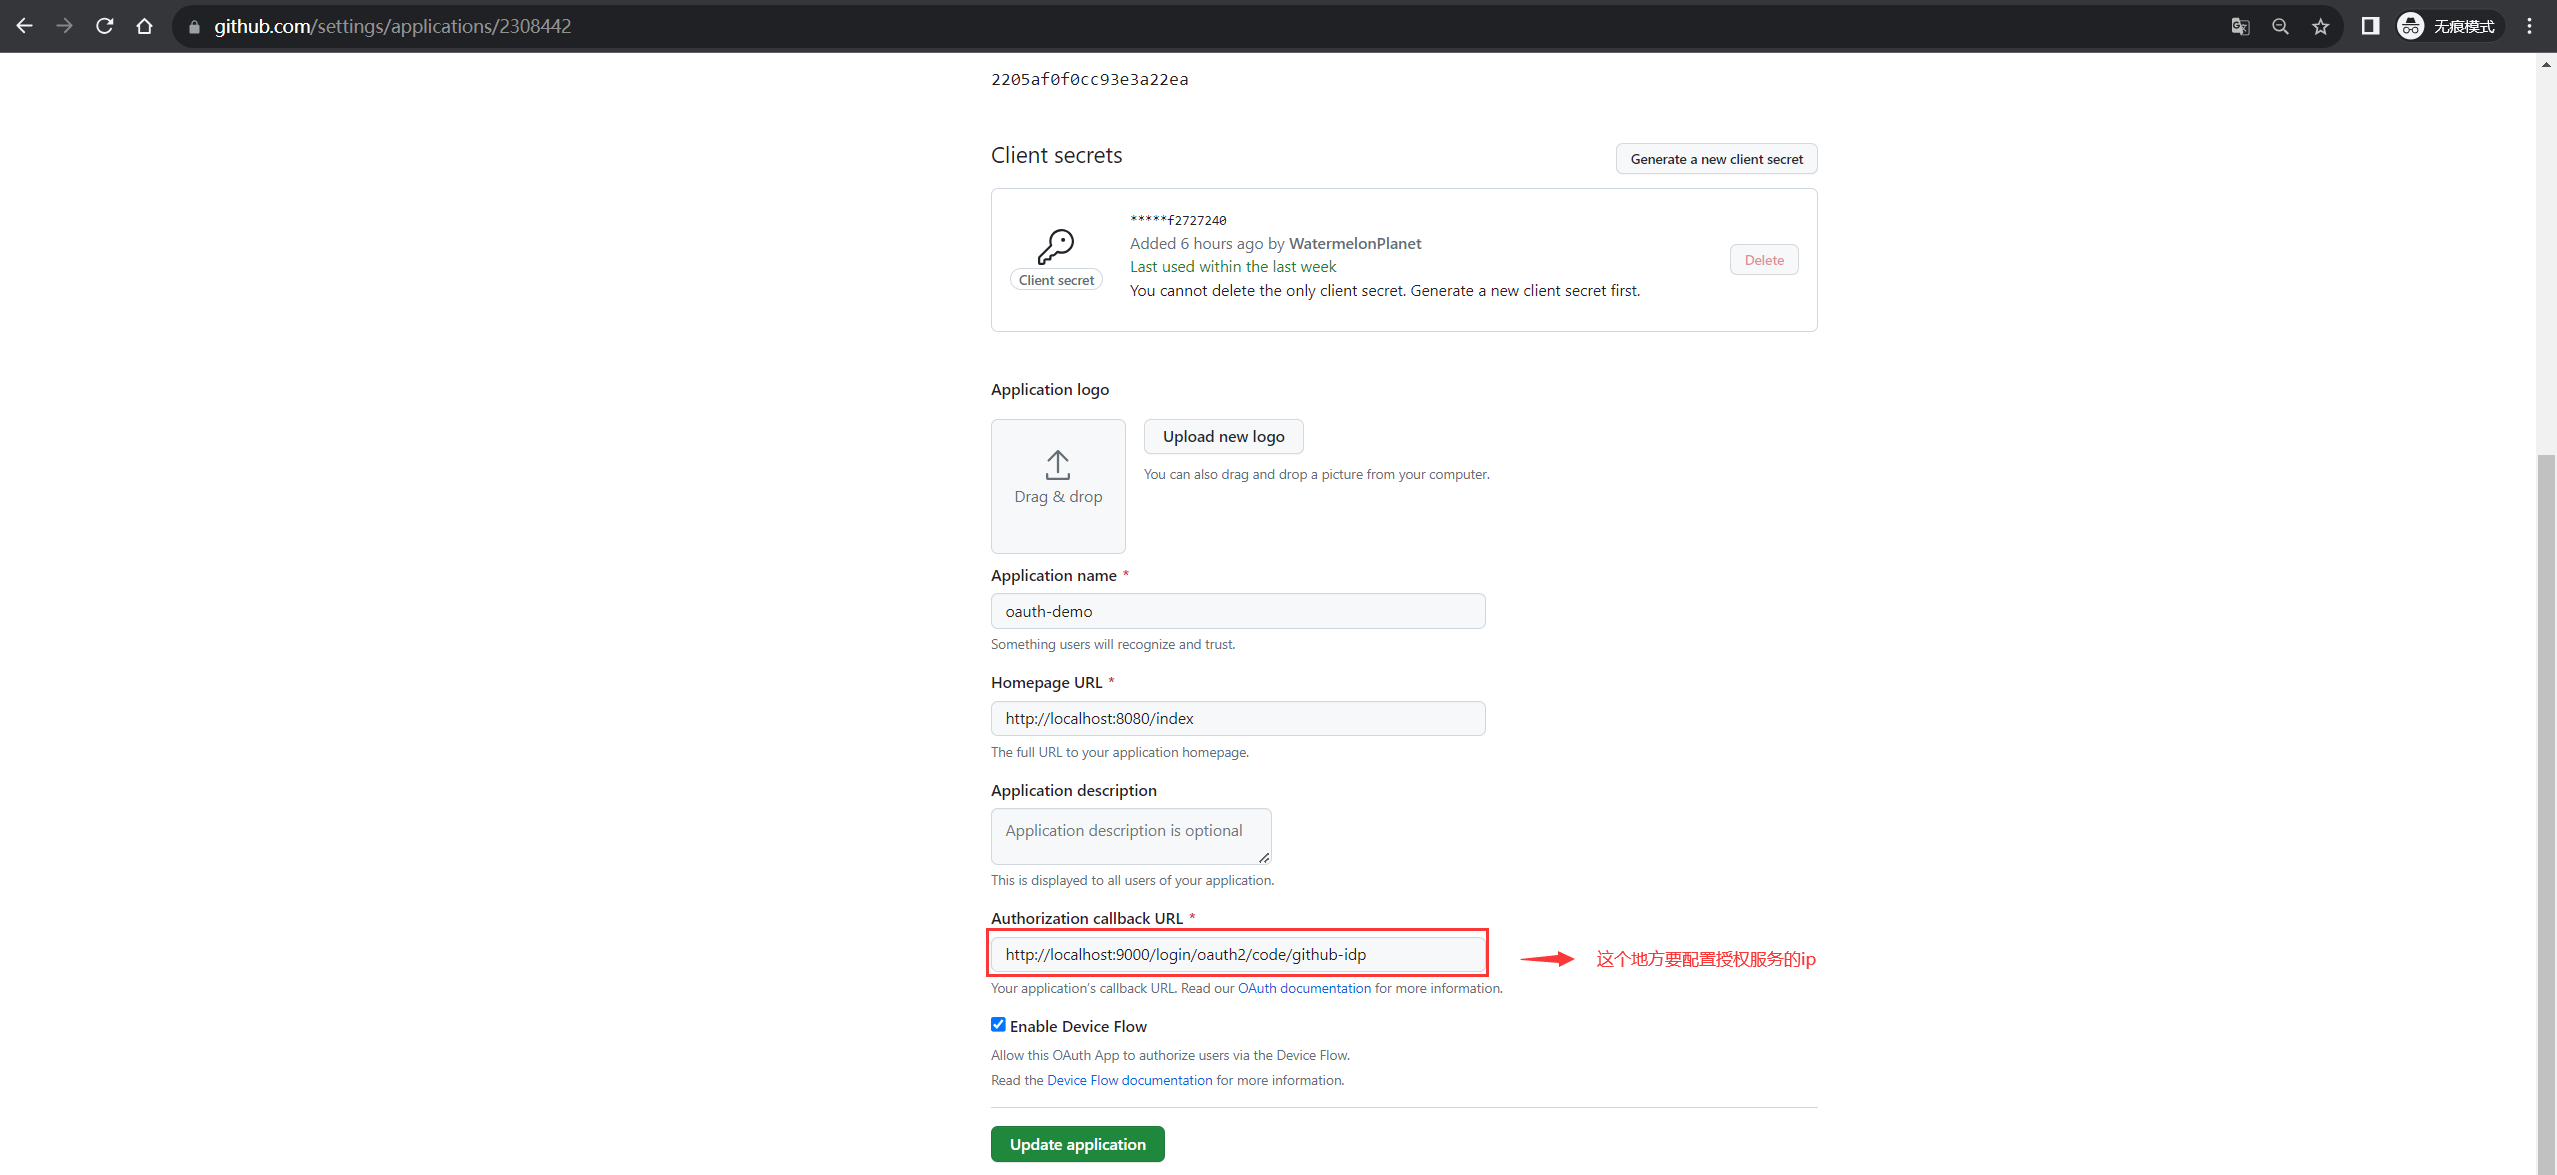 github.com/settings/applications/2308442
无痕模式
2205af0f0cc93e3a22ea
Client secrets
Generate a new client secret
*****f2727240
Added 6 hours ago by WatermelonPlanet
Last used within the last week
You cannot delete the only client secret. Generate a new client secret first.
Client secret
Delete
Application logo
Drag & drop
Upload new logo
You can also drag and drop a picture from your computer.
Application name *
oauth-demo
Something users will recognize and trust.
Homepage URL *
http://localhost:8080/index
The full URL to your application homepage.
Application description
Application description is optional
This is displayed to all users of your application.
Authorization callback URL *
http://localhost:9000/login/oauth2/code/github-idp
这个地方要配置授权服务的ip
Your application's callback URL. Read our OAuth documentation for more information.
Enable Device Flow
Allow this OAuth App to authorize users via the Device Flow.
Read the Device Flow documentation for more information.
Update application